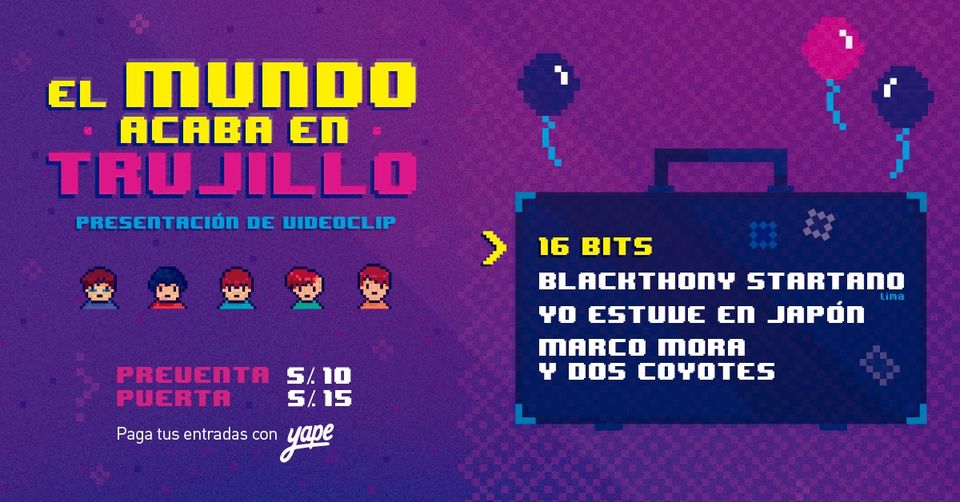 EL MUNDO
ACABA EN
TRUJILLO
PRESENTACIÓN DE VIDEOCLIP
PREVENTA S/. 10
PUERTA S/. 15
Paga tus entradas con yape
16 BITS
BLACKTHONY STARTANO
Lima
YO ESTUVE EN JAPÓN
MARCO MORA
Y DOS COYOTES